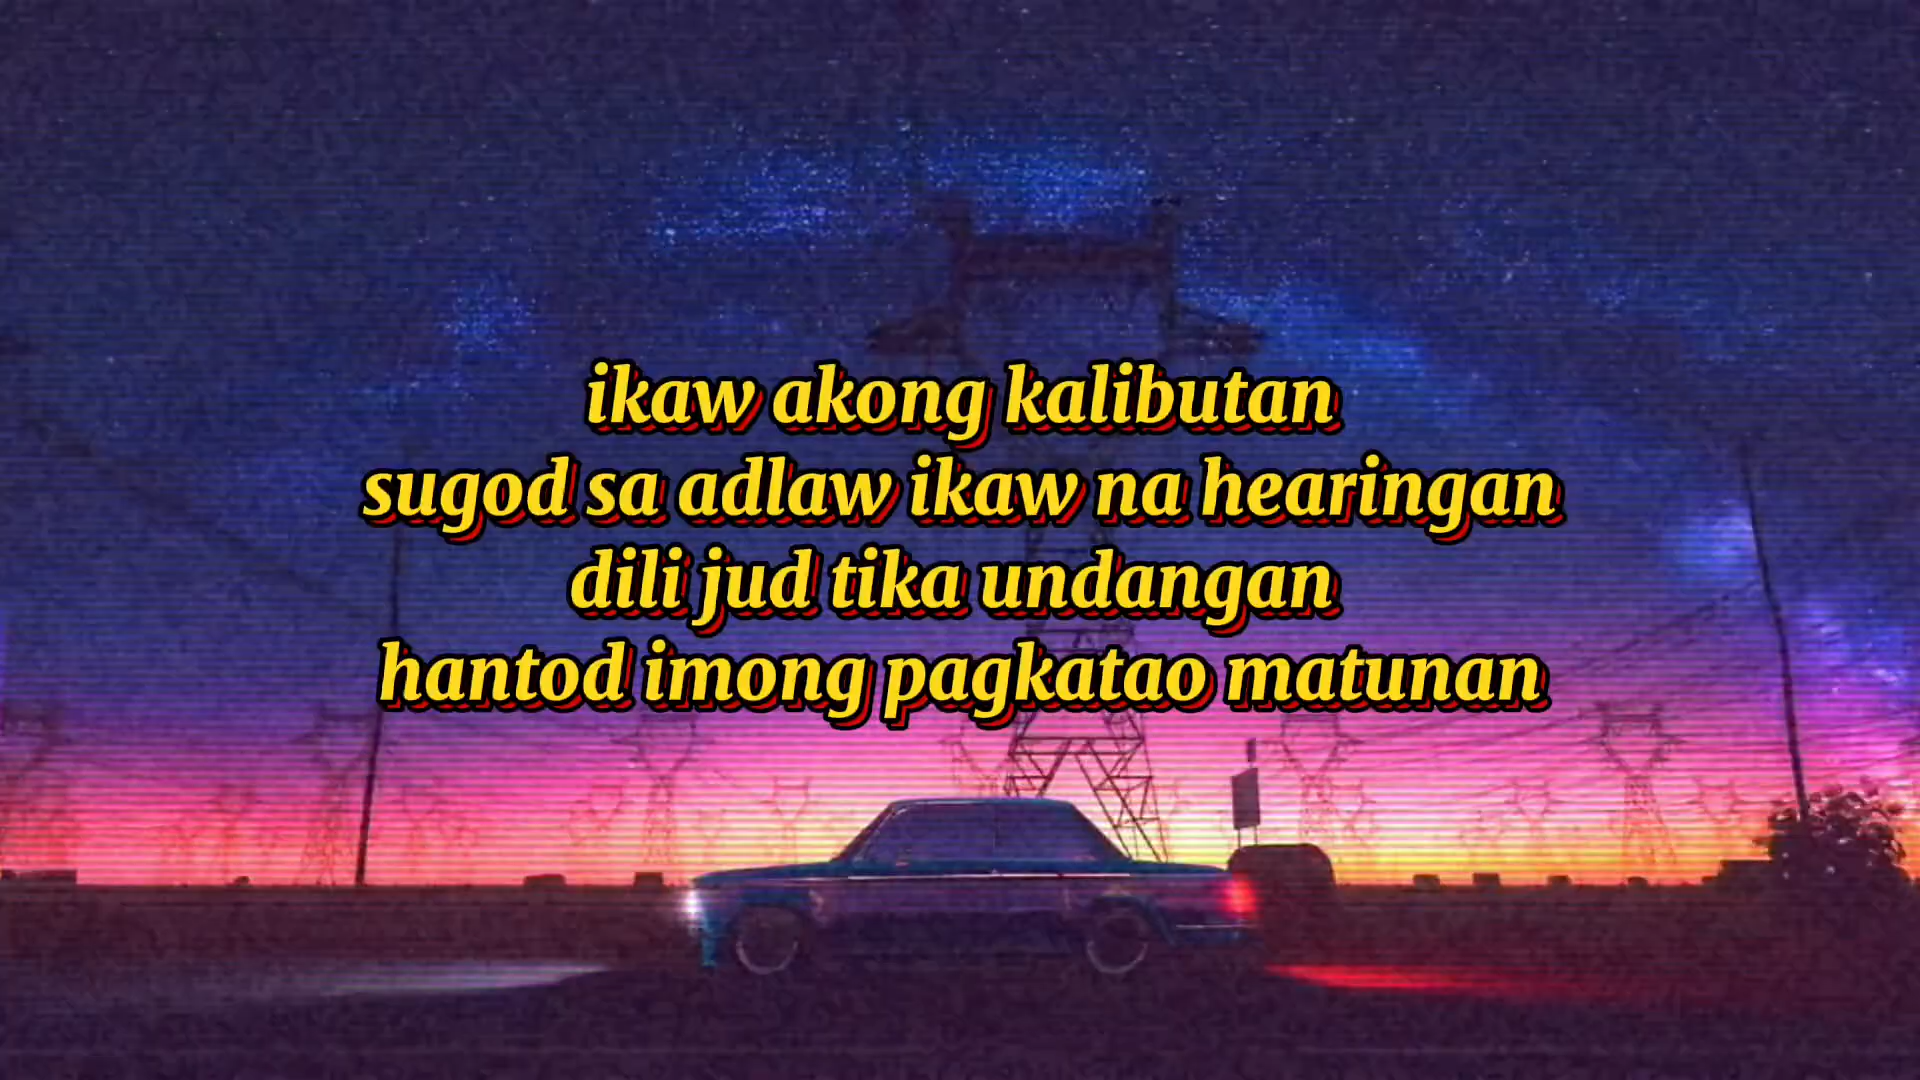 ikaw akong kalibutan
sugod sa adlaw ikaw na hearingan
dili jud tika undangan
hantod imong pagkatao matunan